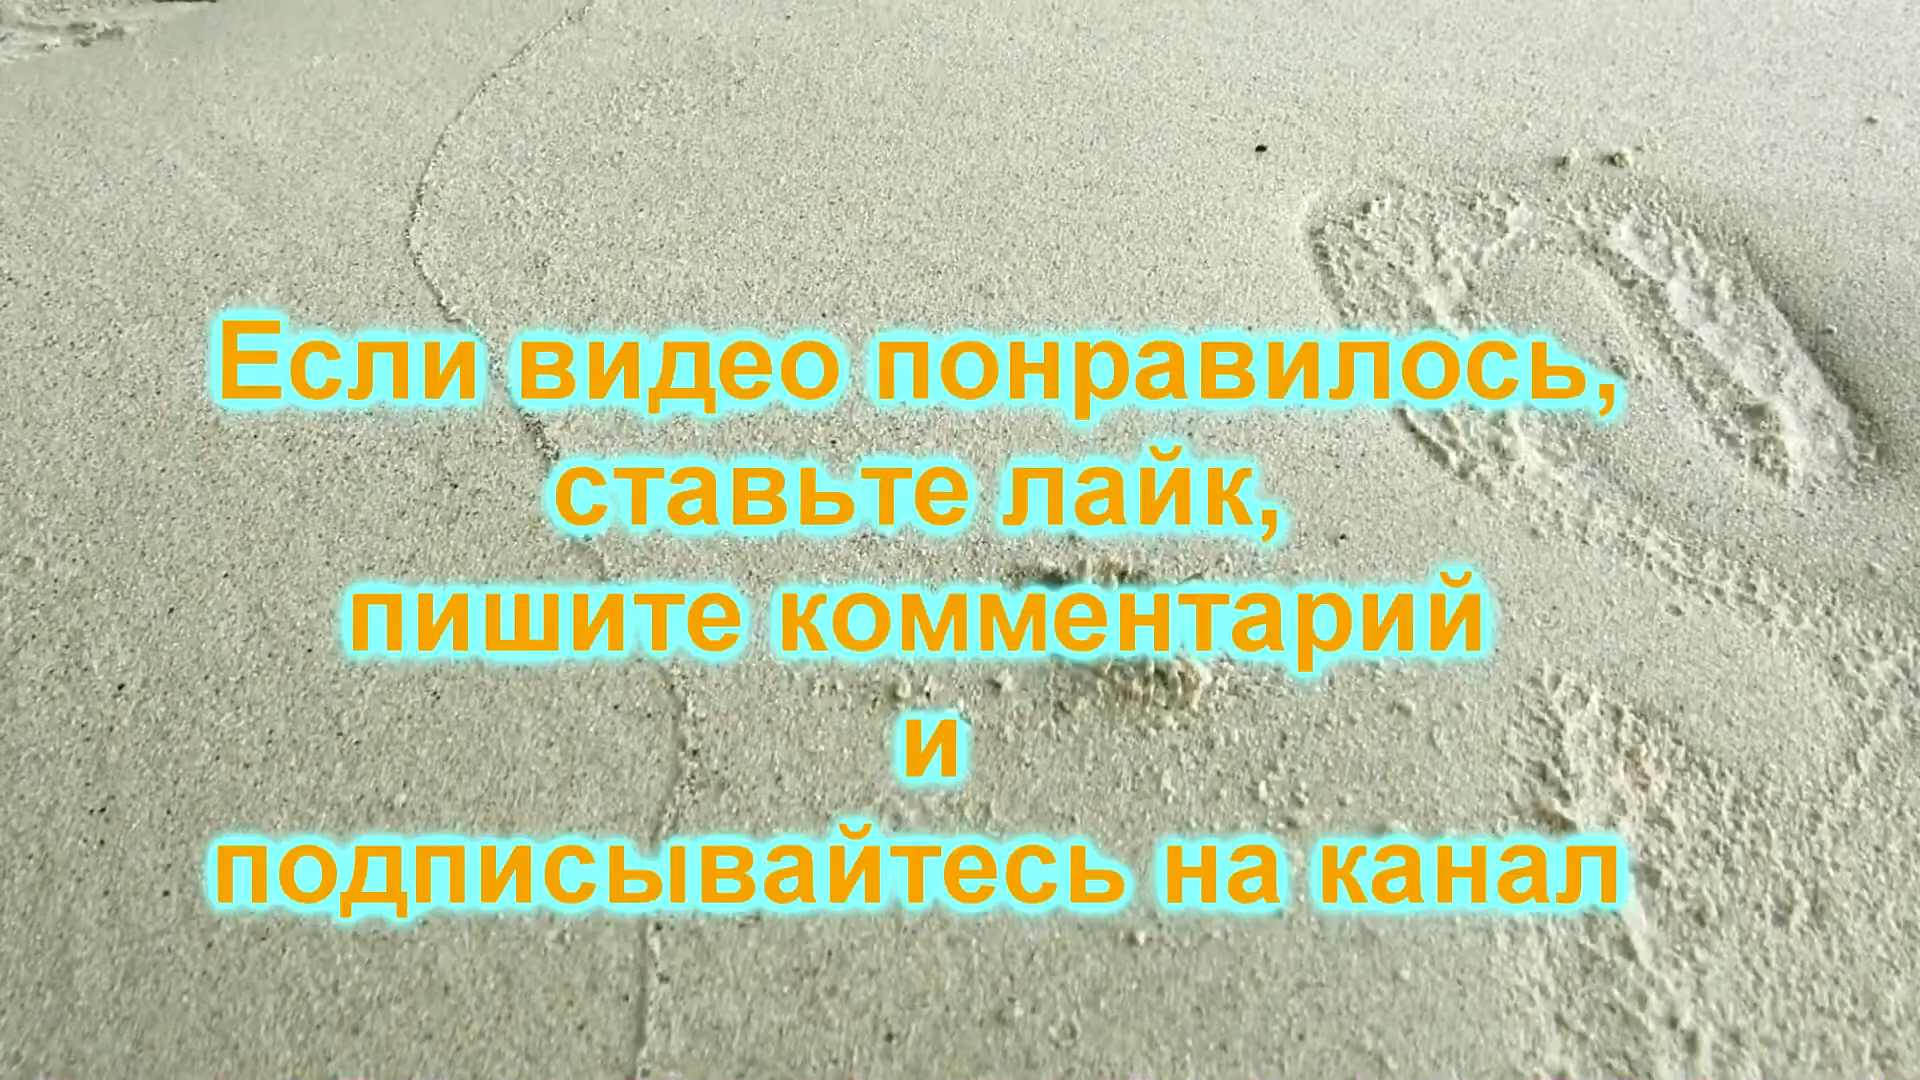 Если видео понравилось,
ставьте лайк,
пишите комментарий
и
подписывайтесь на канал